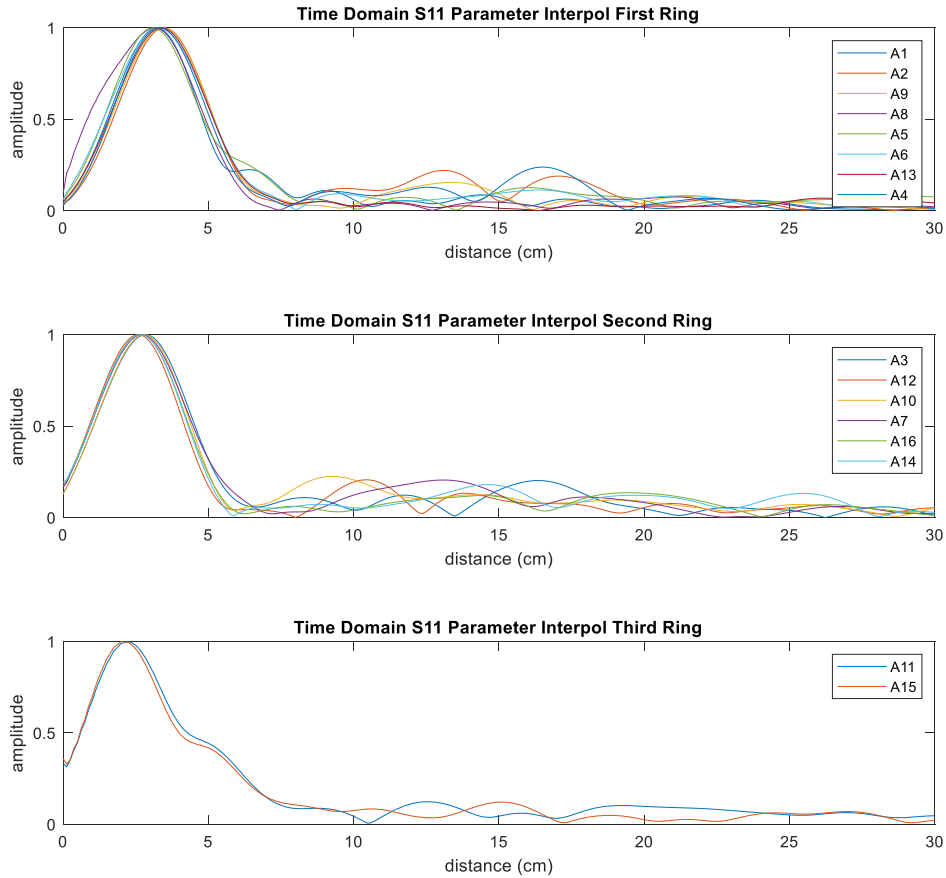 Time Domain S11 Parameter Interpol First Ring
amplitude
1
0.5
0
0 5 10 15 20 25 30
distance (cm)
A1
A2
A9
A8
A5
A6
A13
A4
Time Domain S11 Parameter Interpol Second Ring
amplitude
1
0.5
0
0 5 10 15 20 25 30
distance (cm)
A3
A12
A10
A7
A16
A14
Time Domain S11 Parameter Interpol Third Ring
amplitude
1
0.5
0
0 5 10 15 20 25 30
distance (cm)
A11
A15